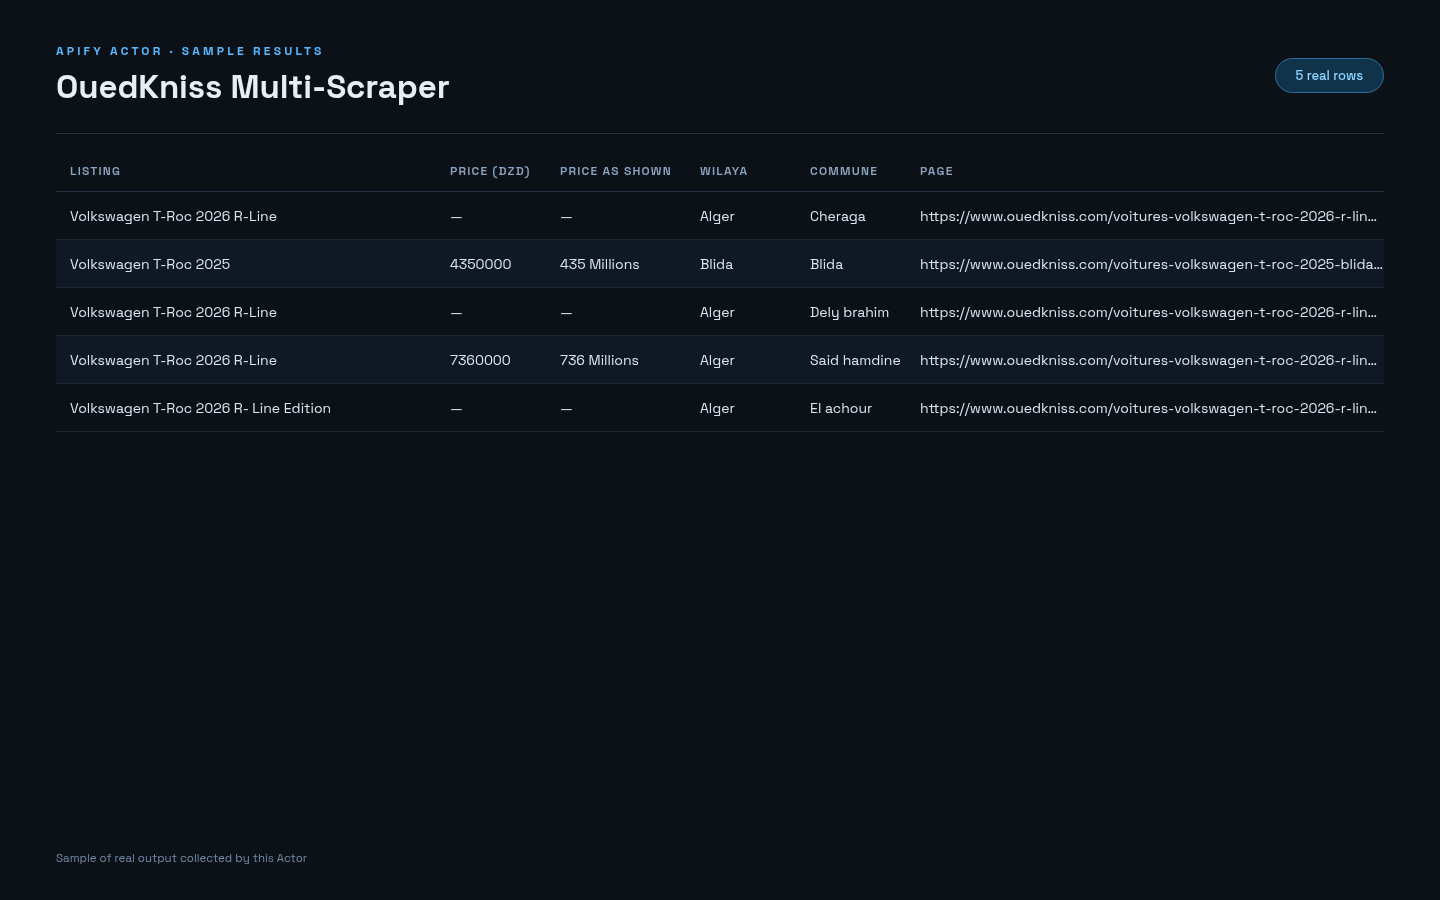 APIFY ACTOR · SAMPLE RESULTS
OuedKniss Multi-Scraper
5 real rows
LISTING PRICE (DZD) PRICE AS SHOWN WILAYA COMMUNE PAGE
Volkswagen T-Roc 2026 R-Line — — Alger Cheraga https://www.ouedkniss.com/voitures-volkswagen-t-roc-2026-r-lin…
Volkswagen T-Roc 2025 4350000 435 Millions Blida Blida https://www.ouedkniss.com/voitures-volkswagen-t-roc-2025-blida…
Volkswagen T-Roc 2026 R-Line — — Alger Dely brahim https://www.ouedkniss.com/voitures-volkswagen-t-roc-2026-r-lin…
Volkswagen T-Roc 2026 R-Line 7360000 736 Millions Alger Said hamdine https://www.ouedkniss.com/voitures-volkswagen-t-roc-2026-r-lin…
Volkswagen T-Roc 2026 R- Line Edition — — Alger El achour https://www.ouedkniss.com/voitures-volkswagen-t-roc-2026-r-lin…
Sample of real output collected by this Actor